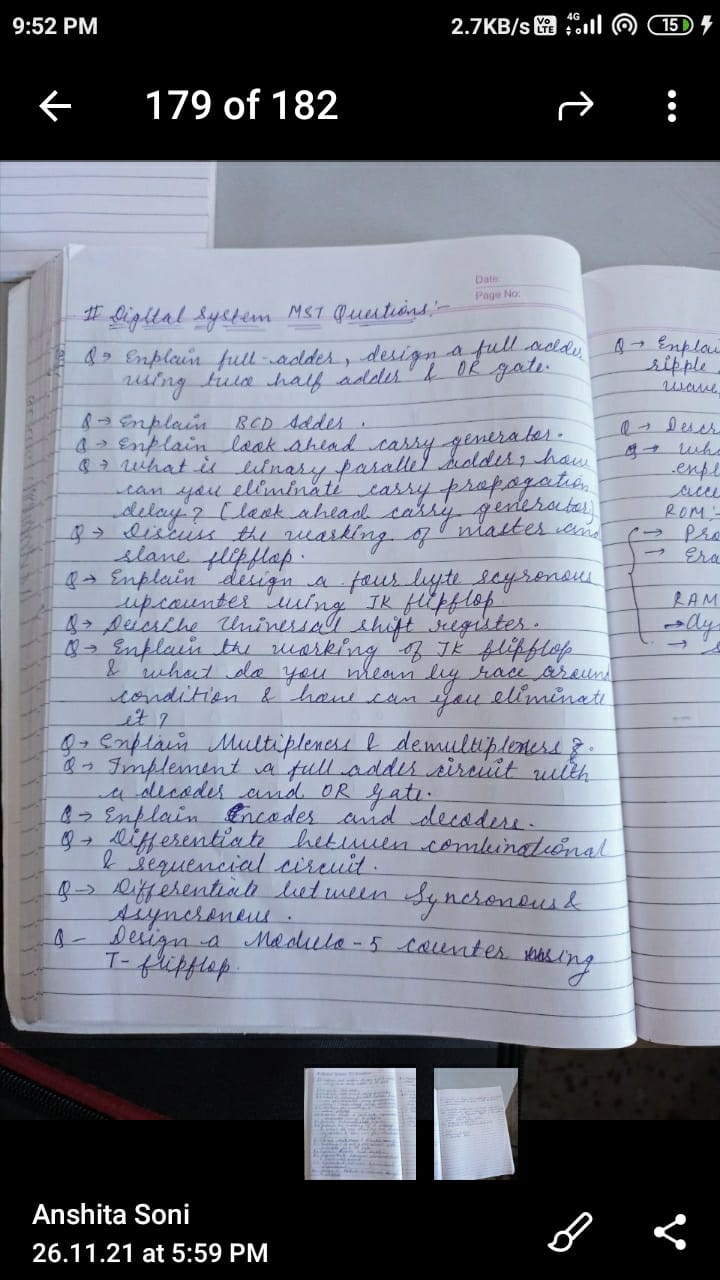 9:52 PM
2.7KB/s Vo LTE 4G 15
179 of 182
Date:
Page No:
# Digital System MST Questions:-
Q→ Explain full-adder, design a full adder
using two half adder & OR gate.
Q→ Explain BCD Adder.
Q→ Explain look ahead carry generator.
Q→ What is binary parallel adder, how
can you eliminate carry propogation
delay? (look ahead carry generator)
Q→ Discuss the working of master and
slave flipflop.
Q→ Explain design a four byte scyronous
upcounter using JK flipflop
Q→ Descibe Universal shift register.
Q→ Explain the working of JK flipflop
& what do you mean by race around
condition & how can you eliminate
it?
Q→ Explain Multiplexers & demultiplexers
Q→ Implement a full adder circuit with
a decoder and OR gate.
Q→ Explain Encoder and decoders.
Q→ Differentiate between combinational
& sequencial circuit.
Q→ Differentiate between Syncronous &
Asyncronous.
Q- Design a Modulo-5 counter using
T-flipflop.
Q→ Explai
ripple
wave,
Q→ Descr
Q→ Wha
expl
acce
ROM:-
→ Pro
→ Era
RAM
→ dy
→ s
Anshita Soni
26.11.21 at 5:59 PM